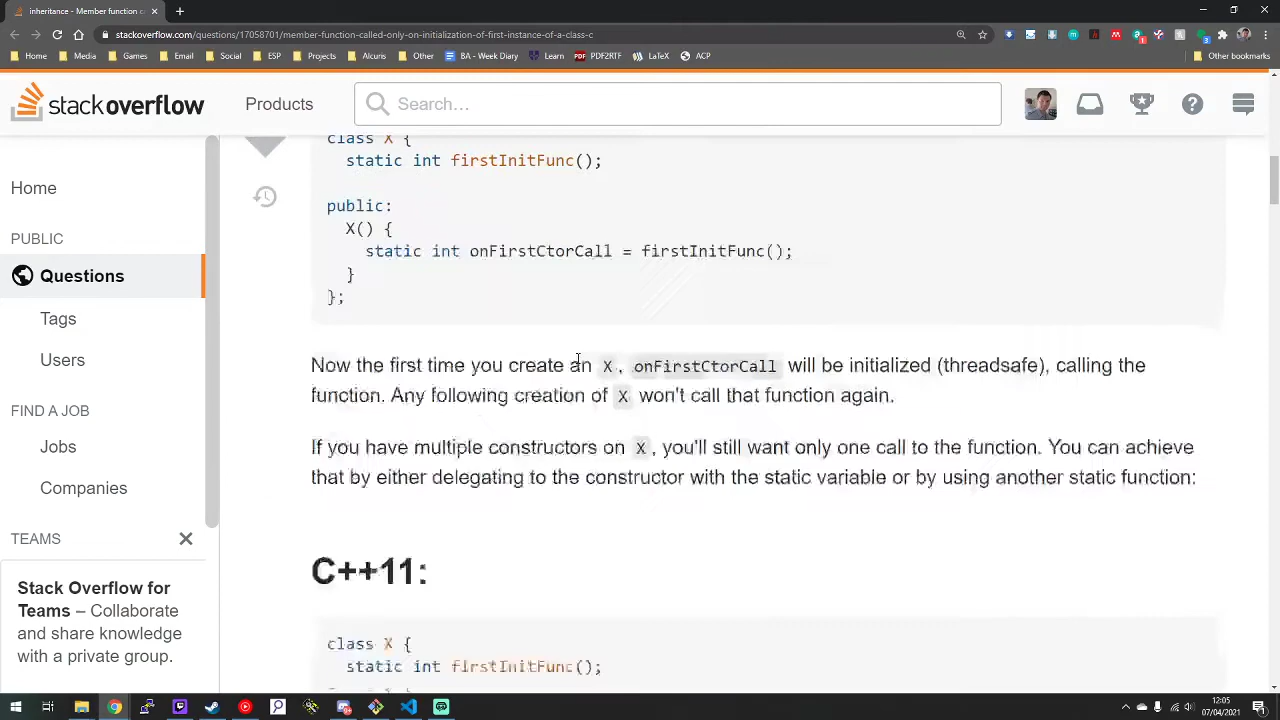 inheritance - Member function c
stackoverflow.com/questions/17058701/member-function-called-only-on-initialization-of-first-instance-of-a-class-c
Home
Media
Games
Email
Social
ESP
Projects
Alcuns
Other
BA - Week Diary
Learn
PDF2RTF
LaTeX
ACP
Other bookmarks
stackoverflow
Products
Search…
Home
PUBLIC
Questions
Tags
Users
FIND A JOB
Jobs
Companies
TEAMS
Stack Overflow for
Teams – Collaborate
and share knowledge
with a private group.
class X {
static int firstInitFunc();
public:
X() {
static int onFirstCtorCall = firstInitFunc();
}
};
Now the first time you create an X, onFirstCtorCall will be initialized (threadsafe), calling the
function. Any following creation of X won't call that function again.
If you have multiple constructors on X, you'll still want only one call to the function. You can achieve
that by either delegating to the constructor with the static variable or by using another static function:
C++11:
class X {
static int firstInitFunc();
12:05
07/04/2021